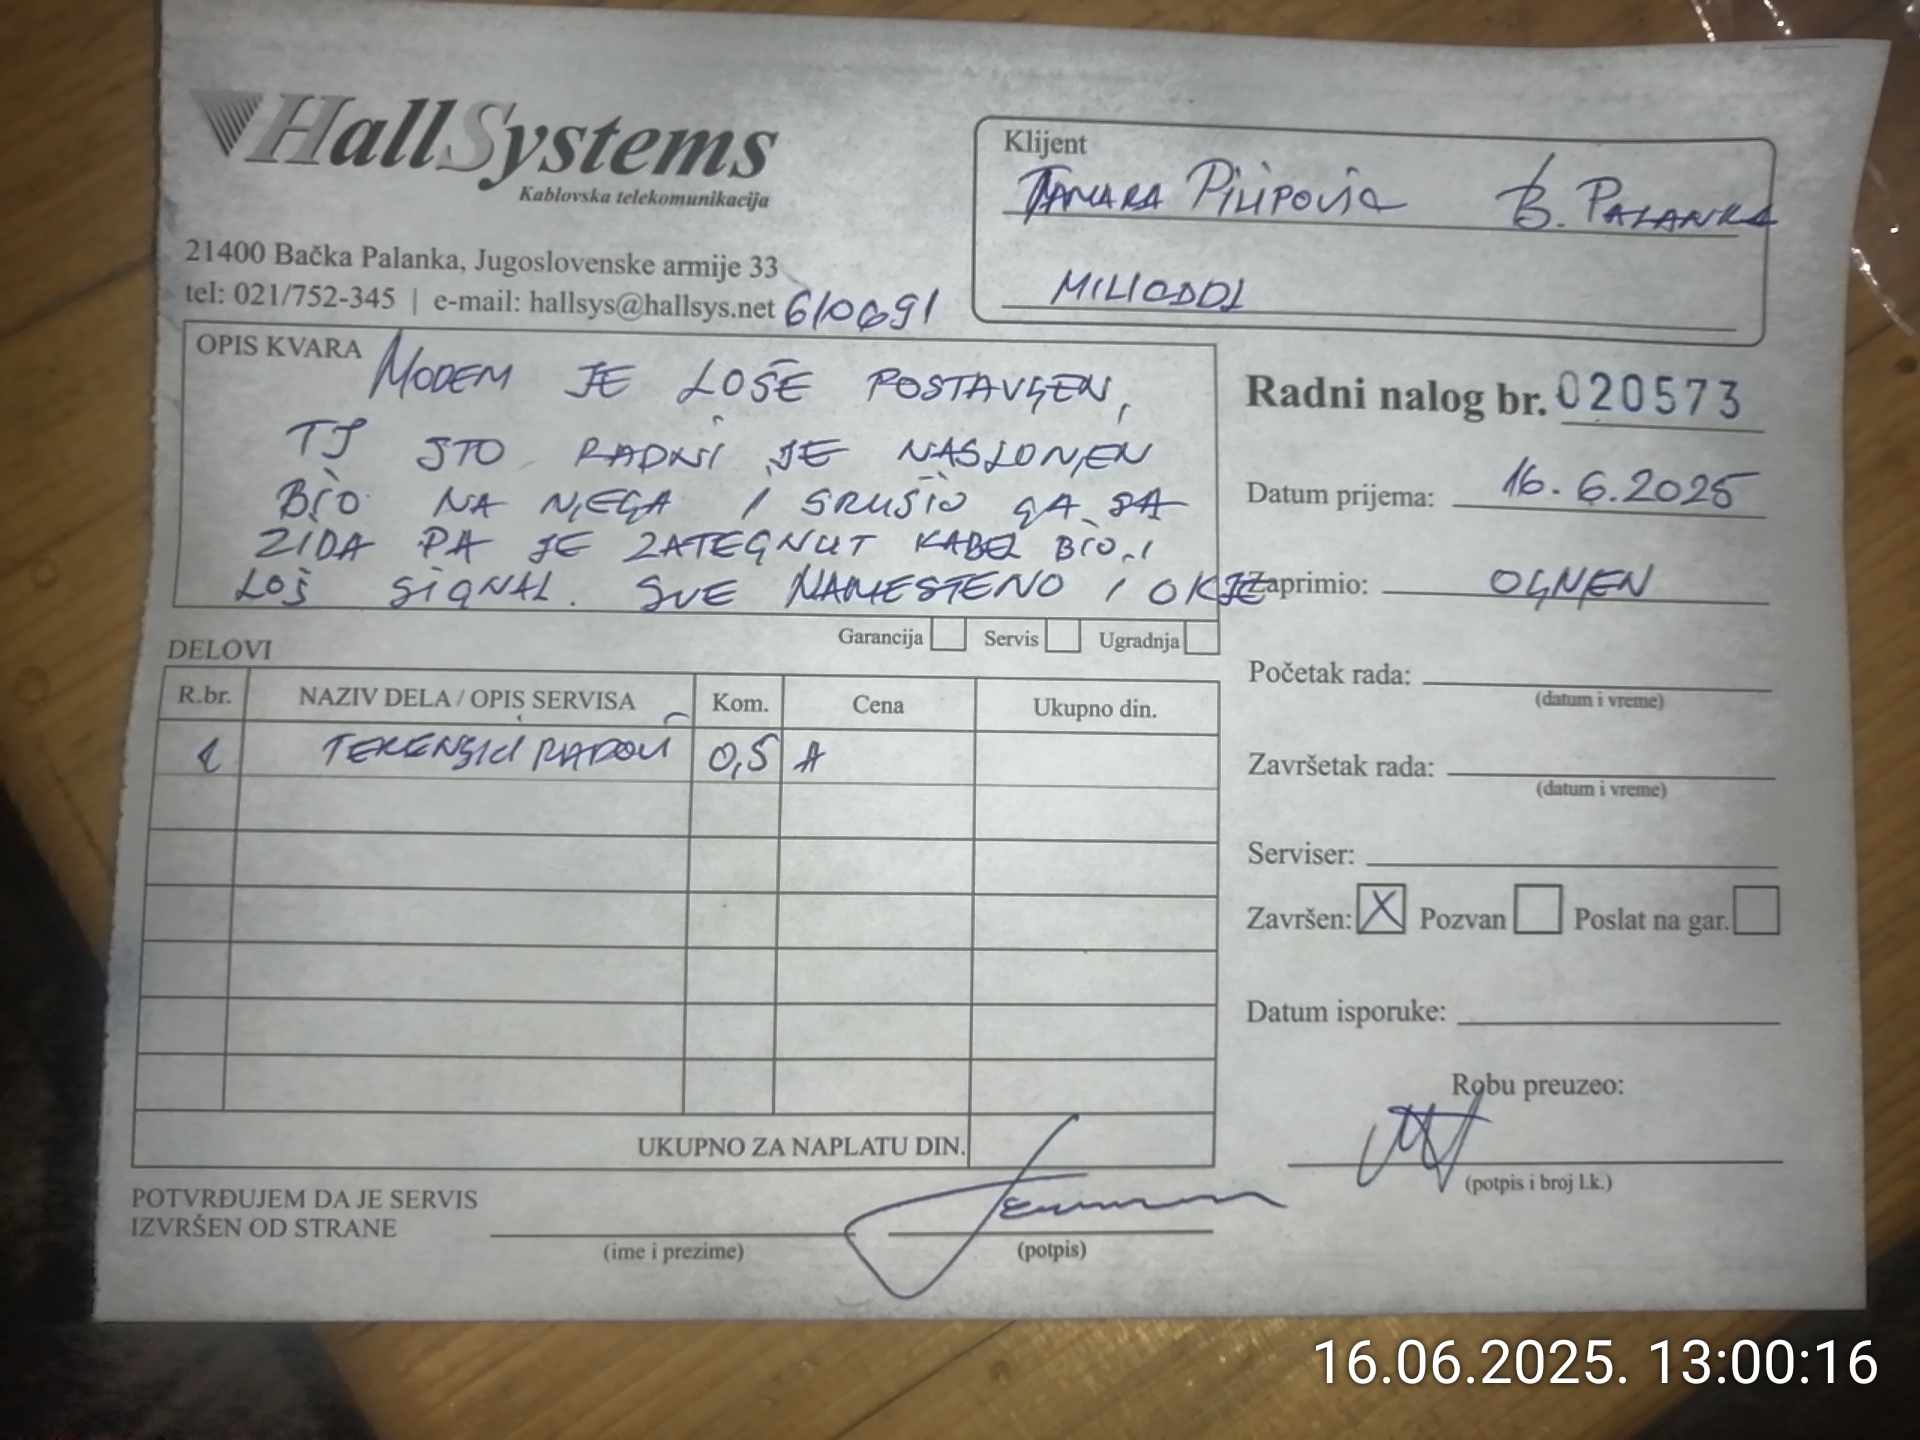 HallSystems
Kablovska telekomunikacija
21400 Bačka Palanka, Jugoslovenske armije 33
tel: 021/752-345 | e-mail: hallsys@hallsys.net 610691
Klijent
TAMARA PILIPOVIĆ B. PALANKA
OPIS KVARA
MODEM JE LOŠE POSTAVLJEN,
TJ STO RADNI JE NASLONJEN
BIO NA NJEGA I SRUŠIO GA SA
ZIDA PA JE ZATEGNUT KABEL BIO I
LOŠ SIGNAL. SVE NAMEŠTENO I OK JE
Garancija Servis Ugradnja
Radni nalog br. 020573
Datum prijema: 16.6.2025
Zaprimio: OGNJEN
Početak rada:
(datum i vreme)
Završetak rada:
(datum i vreme)
Serviser:
Završen: X Pozvan Poslat na gar.
Datum isporuke:
Robu preuzeo:
(potpis i broj l.k.)
DELOVI
R.br. NAZIV DELA / OPIS SERVISA Kom. Cena Ukupno din.
1 TERENSKI RADOVI 0,5 A
UKUPNO ZA NAPLATU DIN.
POTVRĐUJEM DA JE SERVIS
IZVRŠEN OD STRANE
(ime i prezime) (potpis)
16.06.2025. 13:00:16